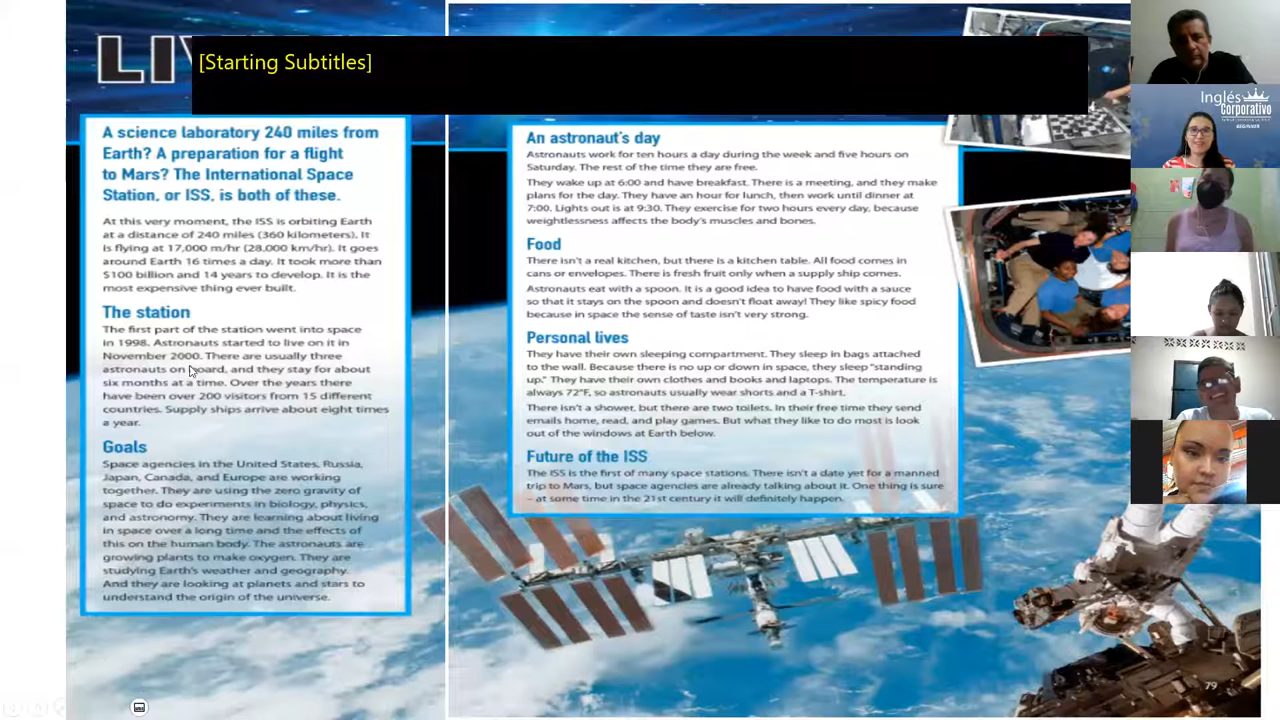 LIV
[Starting Subtitles]
A science laboratory 240 miles from
Earth? A preparation for a flight
to Mars? The International Space
Station, or ISS, is both of these.
At this very moment, the ISS is orbiting Earth
at a distance of 240 miles (360 kilometers). It
is flying at 17,000 m/hr (28,000 km/hr). It goes
around Earth 16 times a day. It took more than
$100 billion and 14 years to develop. It is the
most expensive thing ever built.
The station
The first part of the station went into space
in 1998. Astronauts started to live on it in
November 2000. There are usually three
astronauts on board, and they stay for about
six months at a time. Over the years there
have been over 200 visitors from 15 different
countries. Supply ships arrive about eight times
a year.
Goals
Space agencies in the United States, Russia,
Japan, Canada, and Europe are working
together. They are using the zero gravity of
space to do experiments in biology, physics,
and astronomy. They are learning about living
in space over a long time and the effects of
this on the human body. The astronauts are
growing plants to make oxygen. They are
studying Earth's weather and geography.
And they are looking at planets and stars to
understand the origin of the universe.
An astronaut's day
Astronauts work for ten hours a day during the week and five hours on
Saturday. The rest of the time they are free.
They wake up at 6:00 and have breakfast. There is a meeting, and they make
plans for the day. They have an hour for lunch, then work until dinner at
7:00. Lights out is at 9:30. They exercise for two hours every day, because
weightlessness affects the body's muscles and bones.
Food
There isn't a real kitchen, but there is a kitchen table. All food comes in
cans or envelopes. There is fresh fruit only when a supply ship comes.
Astronauts eat with a spoon. It is a good idea to have food with a sauce
so that it stays on the spoon and doesn't float away! They like spicy food
because in space the sense of taste isn't very strong.
Personal lives
They have their own sleeping compartment. They sleep in bags attached
to the wall. Because there is no up or down in space, they sleep "standing
up." They have their own clothes and books and laptops. The temperature is
always 72°F, so astronauts usually wear shorts and a T-shirt.
There isn't a shower, but there are two toilets. In their free time they send
emails home, read, and play games. But what they like to do most is look
out of the windows at Earth below.
Future of the ISS
The ISS is the first of many space stations. There isn't a date yet for a manned
trip to Mars, but space agencies are already talking about it. One thing is sure
– at some time in the 21st century it will definitely happen.
79
Inglés
Corporativo
BEGINNER